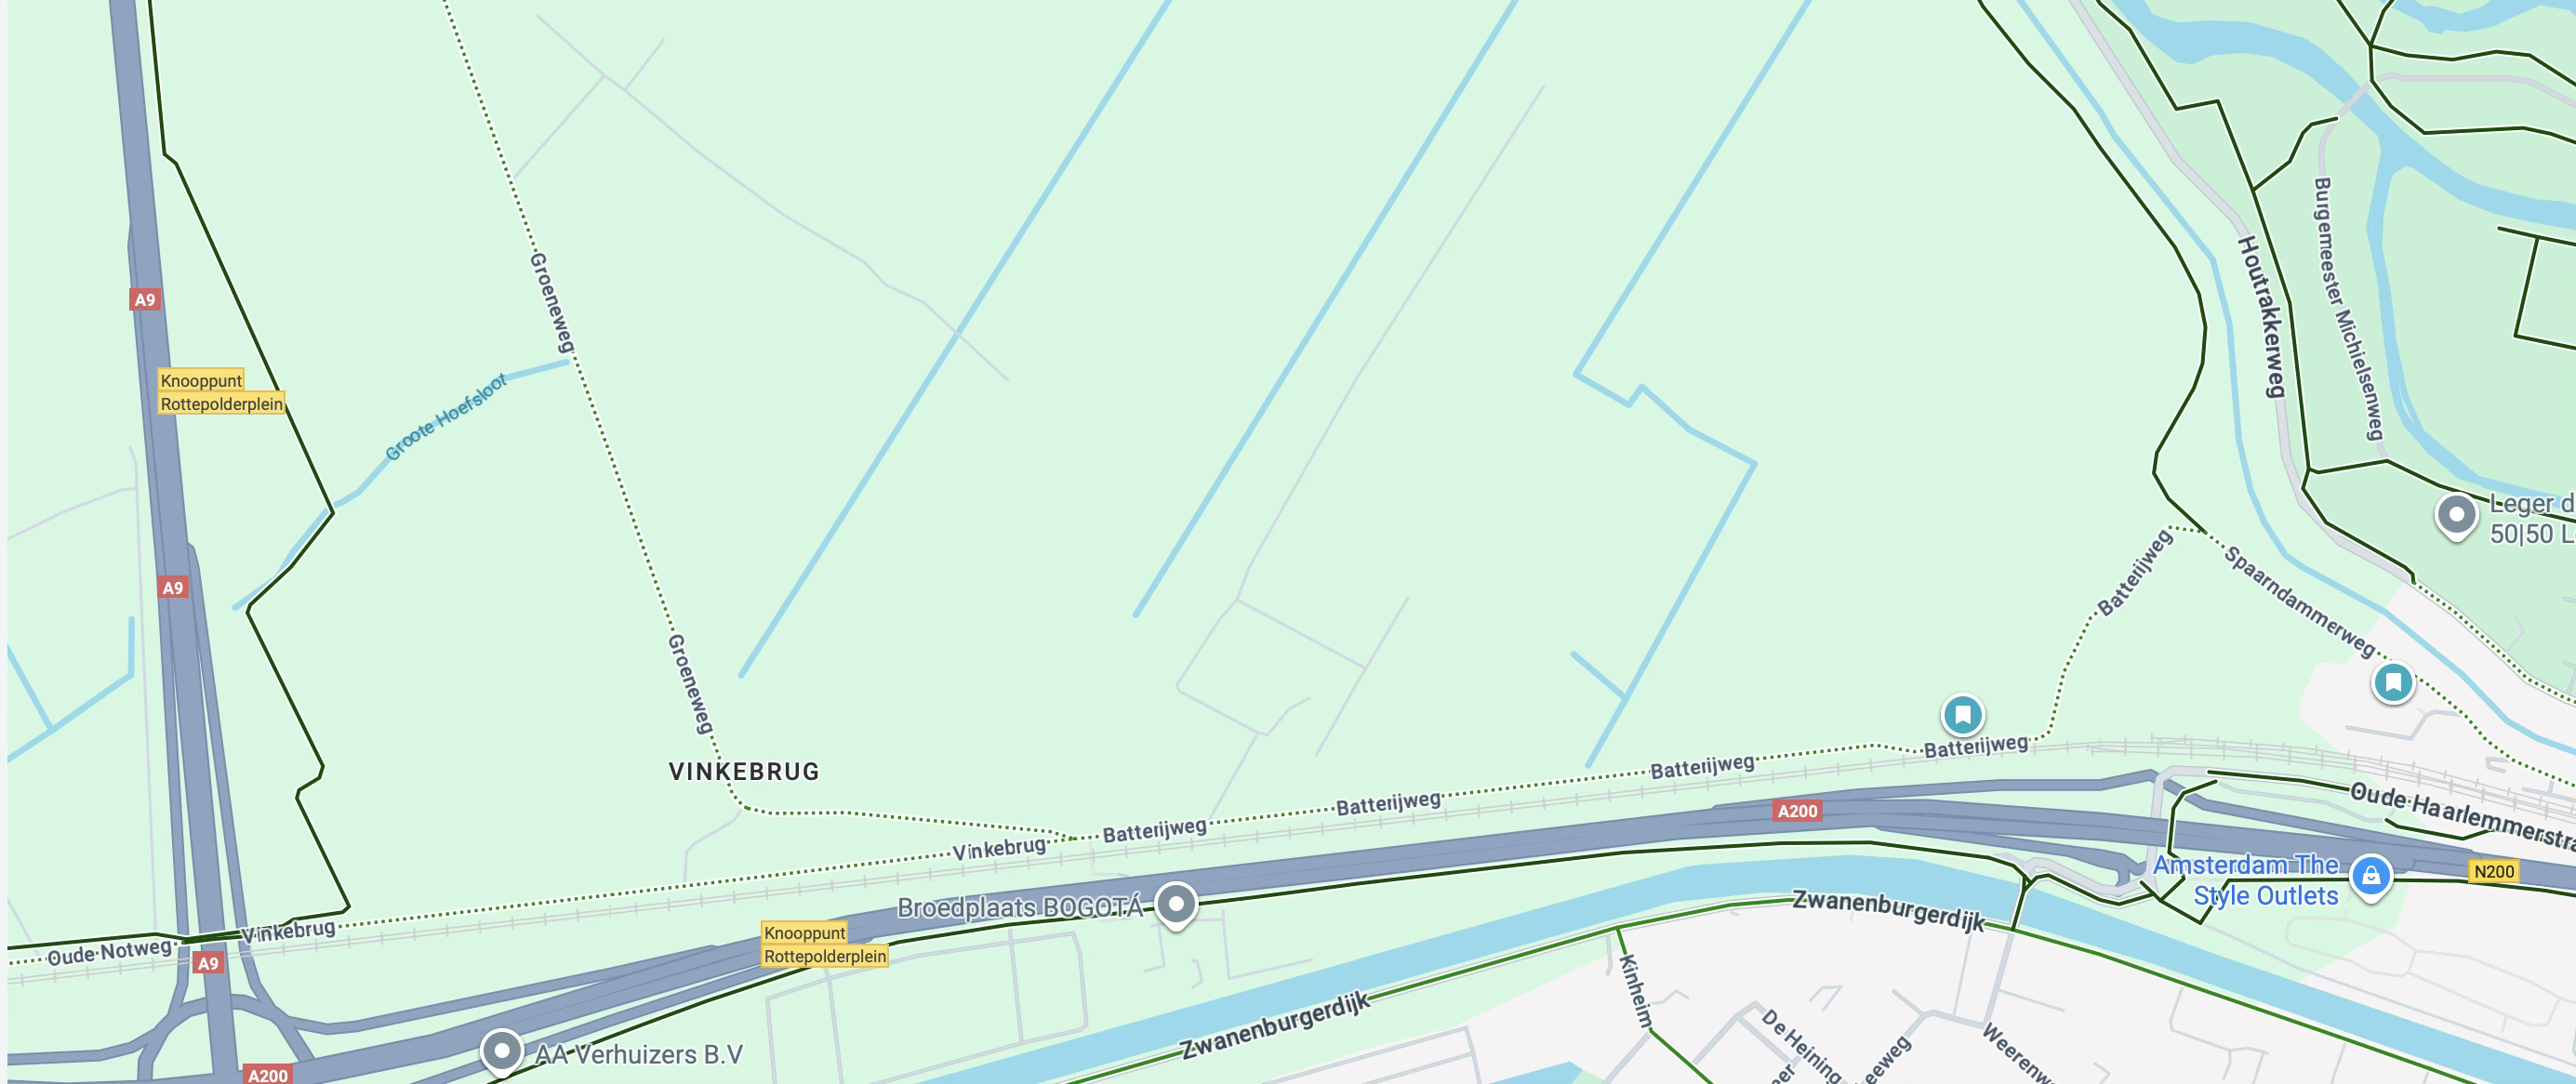 Burgemeester Michielsenweg
Houtrakkerweg
Groeneweg
A9
Knooppunt
Rottepolderplein
Groote Hoefsloot
Leger d
50|50 L
A9
Batterijweg
Spaarndammerweg
Groeneweg
VINKEBRUG
Batterijweg
Batterijweg
Batterijweg
Batterijweg
A200
Oude Haarlemmerstra
Vinkebrug
Amsterdam The
Style Outlets
N200
Broedplaats BOGOTÁ
Zwanenburgerdijk
Vinkebrug
Oude Notweg
Knooppunt
Rottepolderplein
A9
Kinheim
Zwanenburgerdijk
AA Verhuizers B.V
De Heining
eeweg
Weerenw
A200